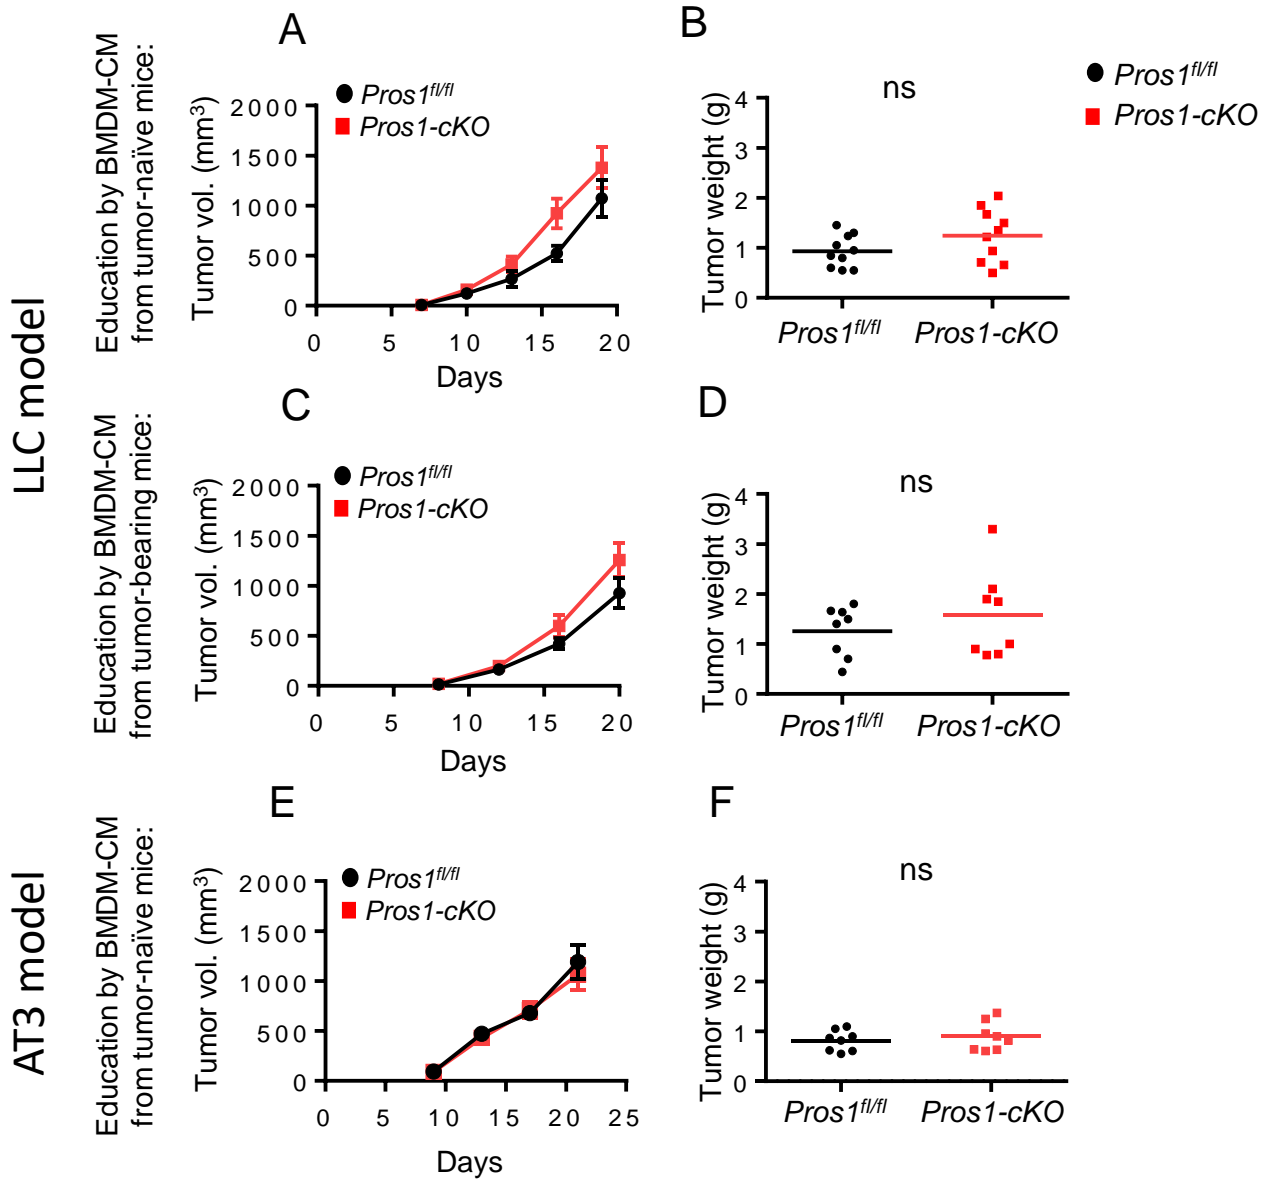 LLC model
Education by BMDM-CM
from tumor-naïve mice:
A
Pros1fl/fl
Pros1-cKO
Tumor vol. (mm3)
2000
1500
1000
500
0
0 5 10 15 20
Days
B
ns
Pros1fl/fl
Pros1-cKO
Tumor weight (g)
4
3
2
1
0
Pros1fl/fl Pros1-cKO
Education by BMDM-CM
from tumor-bearing mice:
C
Pros1fl/fl
Pros1-cKO
Tumor vol. (mm3)
2000
1500
1000
500
0
0 5 10 15 20
Days
D
ns
Tumor weight (g)
4
3
2
1
0
Pros1fl/fl Pros1-cKO
AT3 model
Education by BMDM-CM
from tumor-naïve mice:
E
Pros1fl/fl
Pros1-cKO
Tumor vol. (mm3)
2000
1500
1000
500
0
0 5 10 15 20 25
Days
F
ns
Tumor weight (g)
4
3
2
1
0
Pros1fl/fl Pros1-cKO